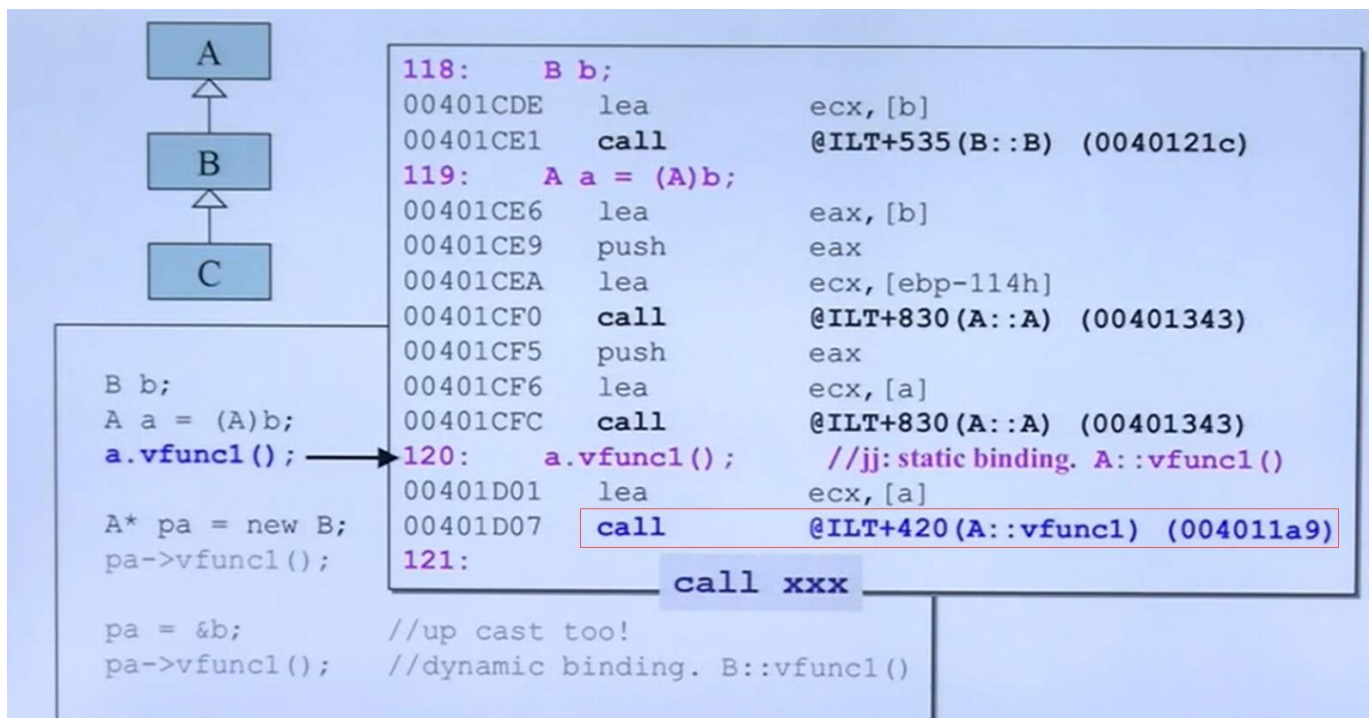 A
B
C
118:    B b;
00401CDE   lea        ecx,[b]
00401CE1   call       @ILT+535(B::B) (0040121c)
119:    A a = (A)b;
00401CE6   lea        eax,[b]
00401CE9   push       eax
00401CEA   lea        ecx,[ebp-114h]
00401CF0   call       @ILT+830(A::A) (00401343)
00401CF5   push       eax
00401CF6   lea        ecx,[a]
00401CFC   call       @ILT+830(A::A) (00401343)
120:    a.vfunc1();    //jj: static binding. A::vfunc1()
00401D01   lea        ecx,[a]
00401D07   call       @ILT+420(A::vfunc1) (004011a9)
121:
call xxx
B b;
A a = (A)b;
a.vfunc1();
A* pa = new B;
pa->vfunc1();
pa = &b;    //up cast too!
pa->vfunc1();    //dynamic binding. B::vfunc1()